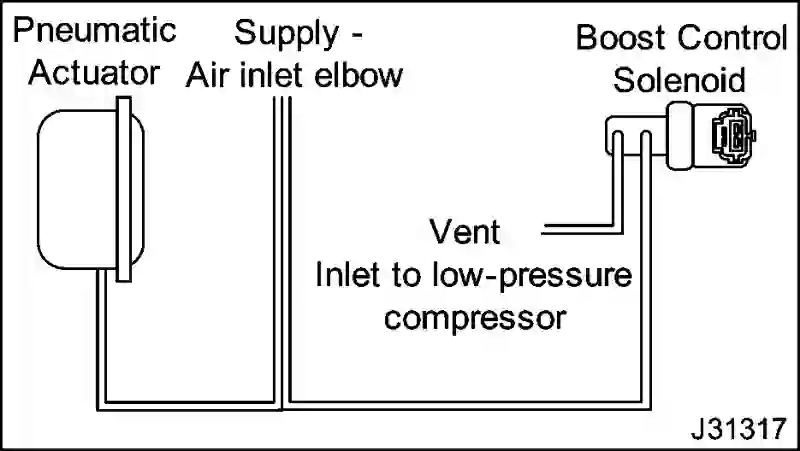 Pneumatic
Actuator
Supply -
Air inlet elbow
Boost Control
Solenoid
Vent
Inlet to low-pressure
compressor
J31317